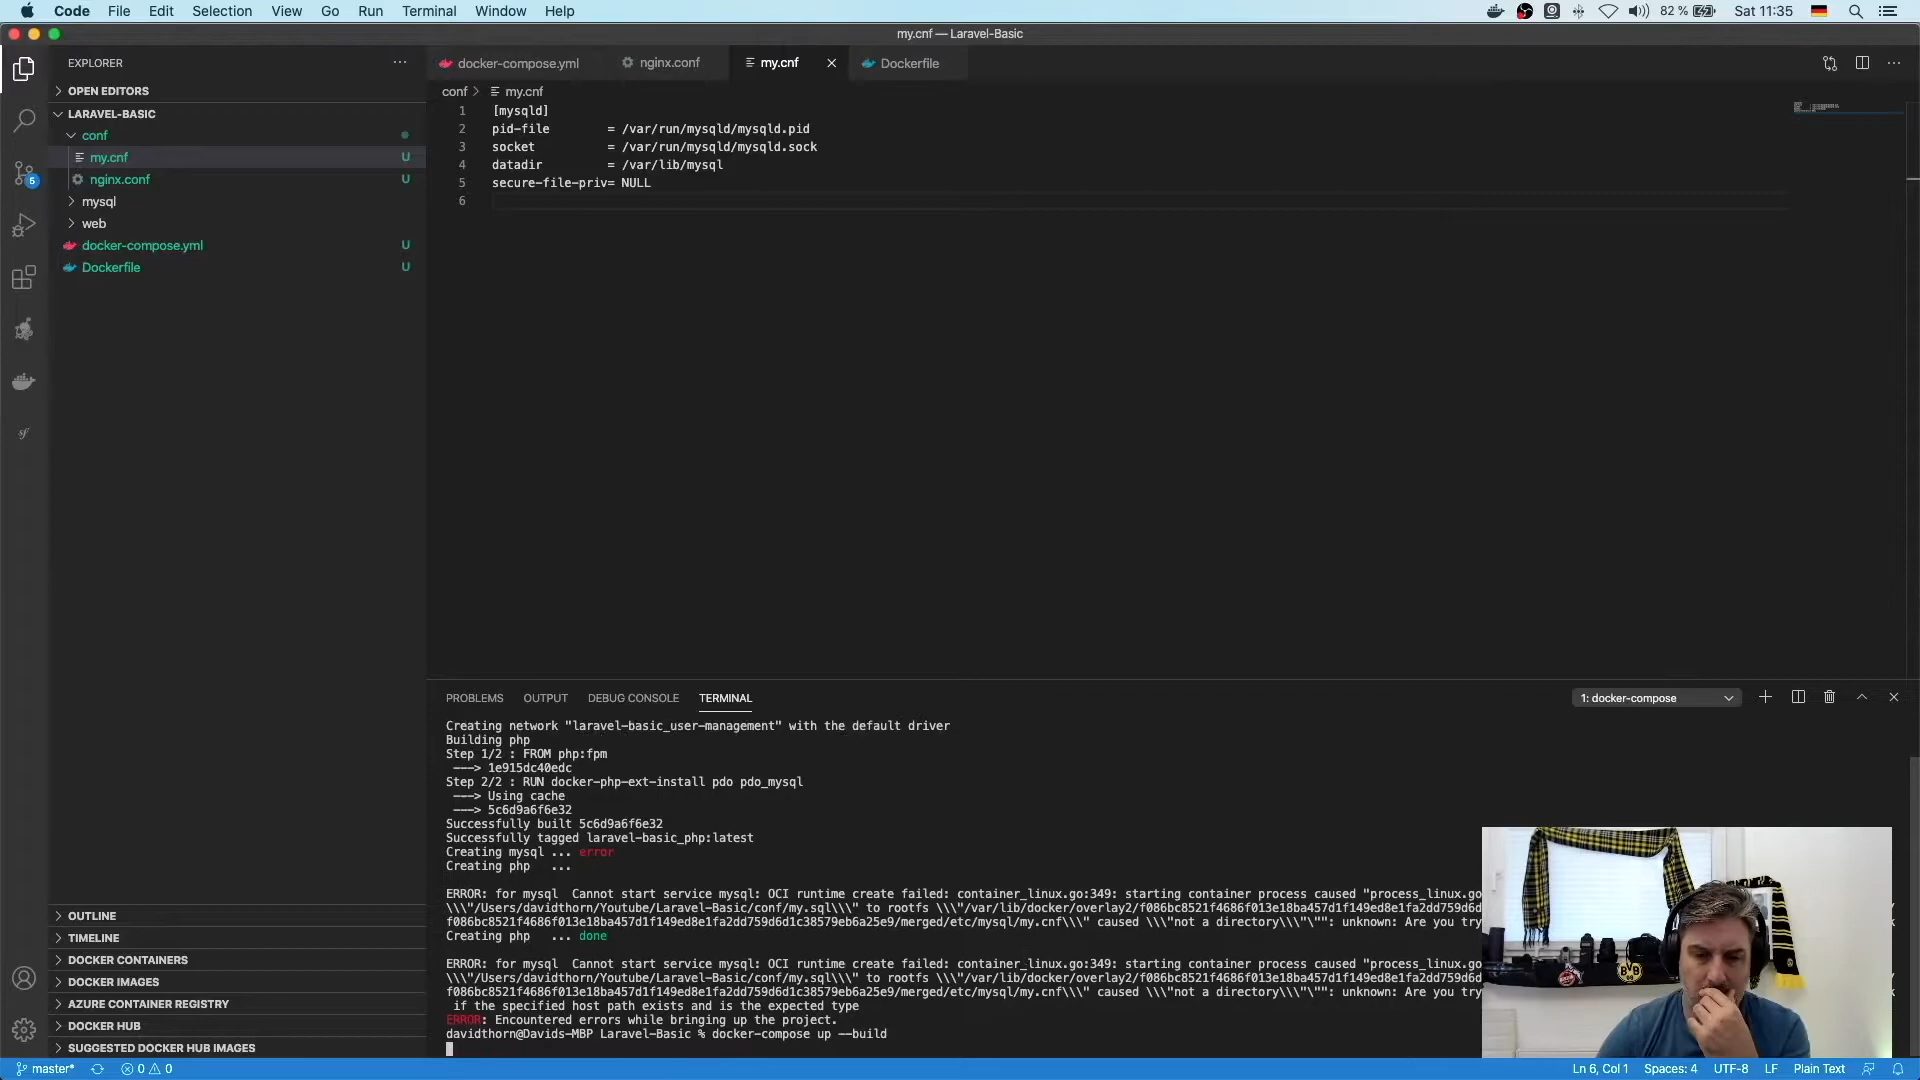 Code File Edit Selection View Go Run Terminal Window Help
82 % Sat 11:35
my.cnf — Laravel-Basic
EXPLORER
OPEN EDITORS
LARAVEL-BASIC
conf
my.cnf U
nginx.conf U
mysql
web
docker-compose.yml U
Dockerfile U
5
OUTLINE
TIMELINE
DOCKER CONTAINERS
DOCKER IMAGES
AZURE CONTAINER REGISTRY
DOCKER HUB
SUGGESTED DOCKER HUB IMAGES
docker-compose.yml nginx.conf my.cnf Dockerfile
conf > my.cnf
1 [mysqld]
2 pid-file = /var/run/mysqld/mysqld.pid
3 socket = /var/run/mysqld/mysqld.sock
4 datadir = /var/lib/mysql
5 secure-file-priv= NULL
6
PROBLEMS OUTPUT DEBUG CONSOLE TERMINAL
1: docker-compose
Creating network "laravel-basic_user-management" with the default driver
Building php
Step 1/2 : FROM php:fpm
---> 1e915dc40edc
Step 2/2 : RUN docker-php-ext-install pdo pdo_mysql
---> Using cache
---> 5c6d9a6f6e32
Successfully built 5c6d9a6f6e32
Successfully tagged laravel-basic_php:latest
Creating mysql ... error
Creating php ...
ERROR: for mysql Cannot start service mysql: OCI runtime create failed: container_linux.go:349: starting container process caused "process_linux.go
\\\"/Users/davidthorn/Youtube/Laravel-Basic/conf/my.sql\\\" to rootfs \\\"/var/lib/docker/overlay2/f086bc8521f4686f013e18ba457d1f149ed8e1fa2dd759d6d
f086bc8521f4686f013e18ba457d1f149ed8e1fa2dd759d6d1c38579eb6a25e9/merged/etc/mysql/my.cnf\\\" caused \\\"not a directory\\\"\"": unknown: Are you try
Creating php ... done
ERROR: for mysql Cannot start service mysql: OCI runtime create failed: container_linux.go:349: starting container process caused "process_linux.go
\\\"/Users/davidthorn/Youtube/Laravel-Basic/conf/my.sql\\\" to rootfs \\\"/var/lib/docker/overlay2/f086bc8521f4686f013e18ba457d1f149ed8e1fa2dd759d6d
f086bc8521f4686f013e18ba457d1f149ed8e1fa2dd759d6d1c38579eb6a25e9/merged/etc/mysql/my.cnf\\\" caused \\\"not a directory\\\"\"": unknown: Are you try
if the specified host path exists and is the expected type
ERROR: Encountered errors while bringing up the project.
davidthorn@Davids-MBP Laravel-Basic % docker-compose up --build
BVB
master* 0 0
Ln 6, Col 1 Spaces: 4 UTF-8 LF Plain Text